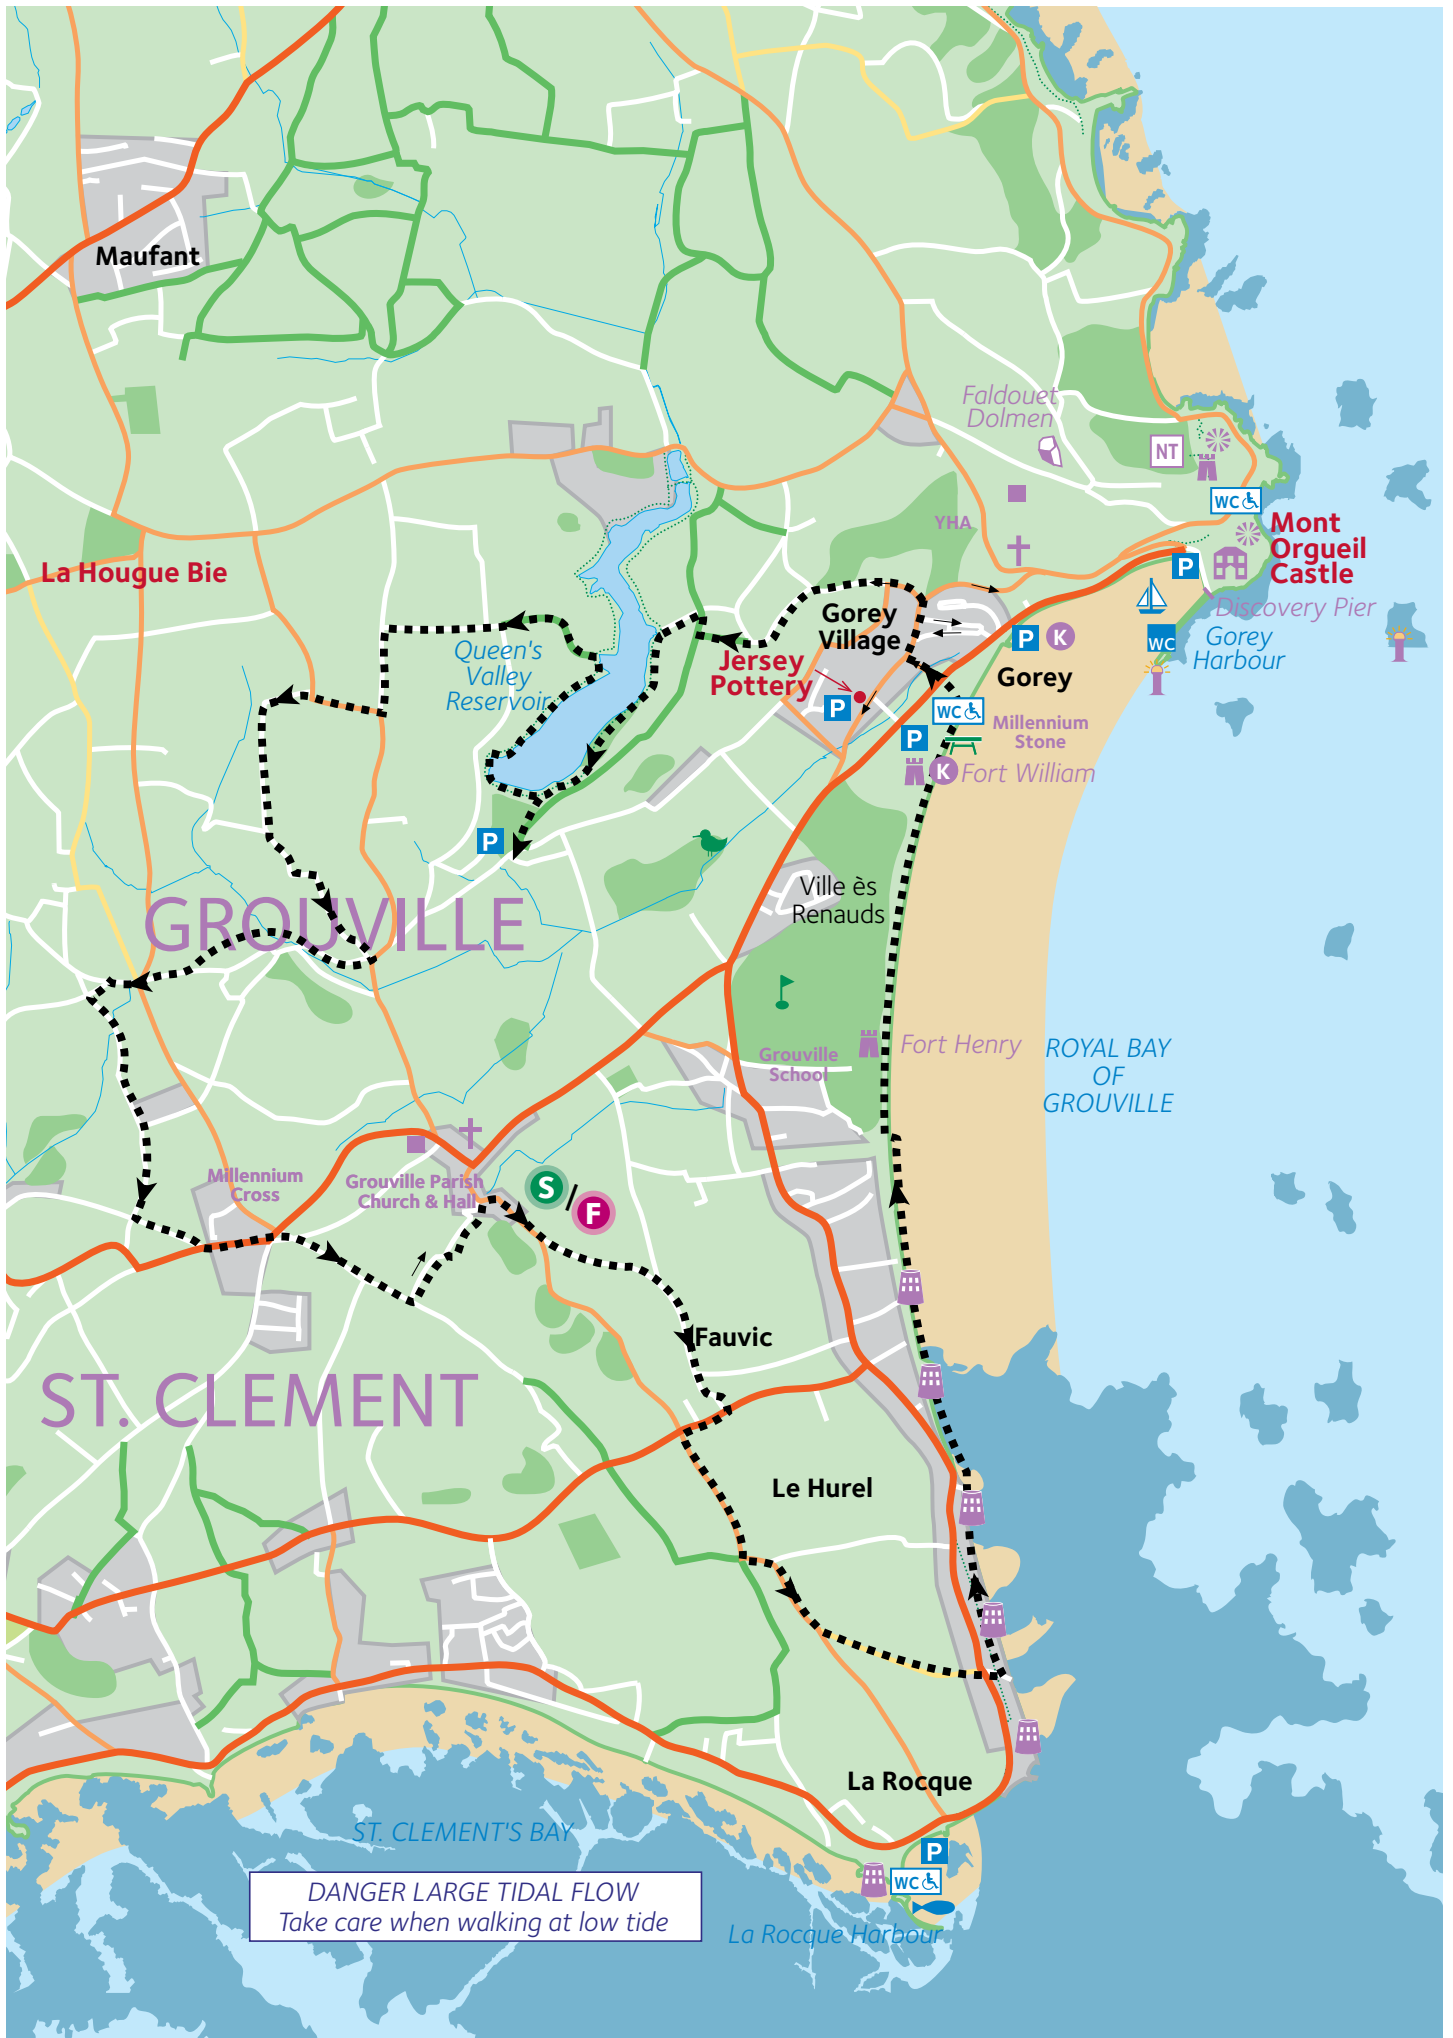 Maufant
Faldouet
Dolmen
NT
WC
YHA
Mont
Orgueil
Castle
La Hougue Bie
P
Discovery Pier
Gorey
Village
P
K
WC
Gorey
Harbour
Queen's
Valley
Reservoir
Jersey
Pottery
Gorey
P
WC
Millennium
Stone
P
K
Fort William
P
Ville ès
Renauds
GROUVILLE
Fort Henry
ROYAL BAY
OF
GROUVILLE
Grouville
School
Millennium
Cross
Grouville Parish
Church & Hall
S
/
F
Fauvic
ST. CLEMENT
Le Hurel
La Rocque
ST. CLEMENT'S BAY
P
WC
DANGER LARGE TIDAL FLOW
Take care when walking at low tide
La Rocque Harbour